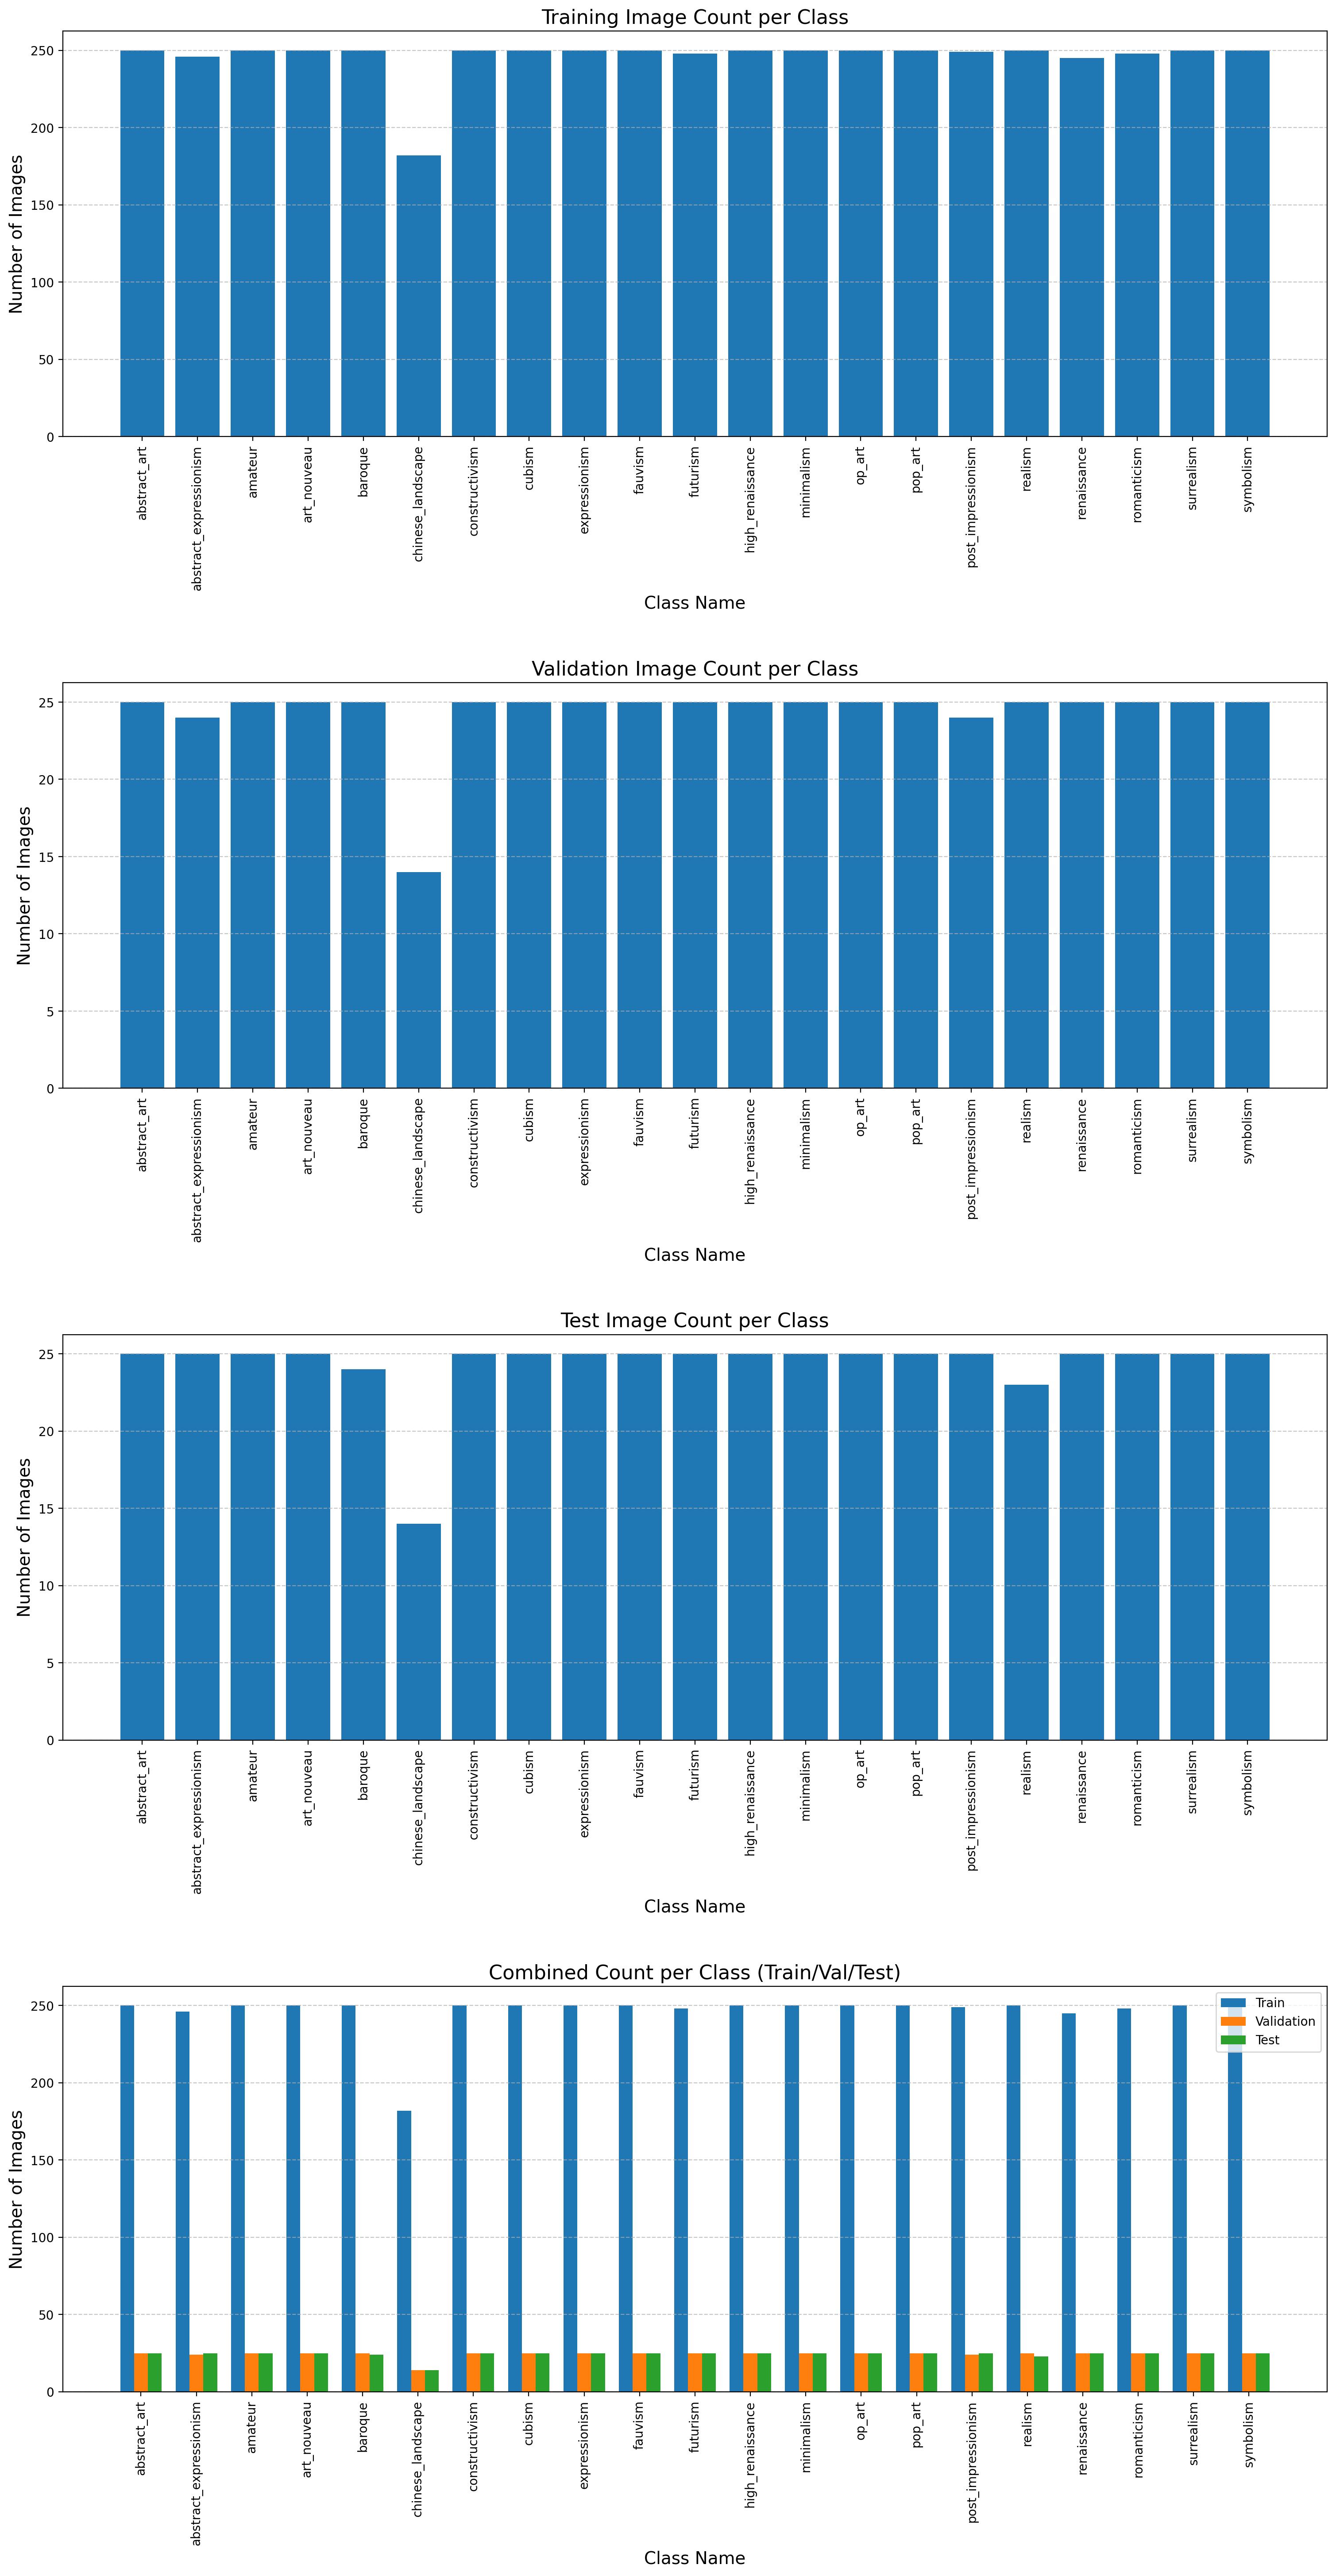 Training Image Count per Class
Number of Images
250
200
150
100
50
0
abstract_art
abstract_expressionism
amateur
art_nouveau
baroque
chinese_landscape
constructivism
cubism
expressionism
fauvism
futurism
high_renaissance
minimalism
op_art
pop_art
post_impressionism
realism
renaissance
romanticism
surrealism
symbolism
Class Name
Validation Image Count per Class
Number of Images
25
20
15
10
5
0
abstract_art
abstract_expressionism
amateur
art_nouveau
baroque
chinese_landscape
constructivism
cubism
expressionism
fauvism
futurism
high_renaissance
minimalism
op_art
pop_art
post_impressionism
realism
renaissance
romanticism
surrealism
symbolism
Class Name
Test Image Count per Class
Number of Images
25
20
15
10
5
0
abstract_art
abstract_expressionism
amateur
art_nouveau
baroque
chinese_landscape
constructivism
cubism
expressionism
fauvism
futurism
high_renaissance
minimalism
op_art
pop_art
post_impressionism
realism
renaissance
romanticism
surrealism
symbolism
Class Name
Combined Count per Class (Train/Val/Test)
Number of Images
250
200
150
100
50
0
Train
Validation
Test
abstract_art
abstract_expressionism
amateur
art_nouveau
baroque
chinese_landscape
constructivism
cubism
expressionism
fauvism
futurism
high_renaissance
minimalism
op_art
pop_art
post_impressionism
realism
renaissance
romanticism
surrealism
symbolism
Class Name